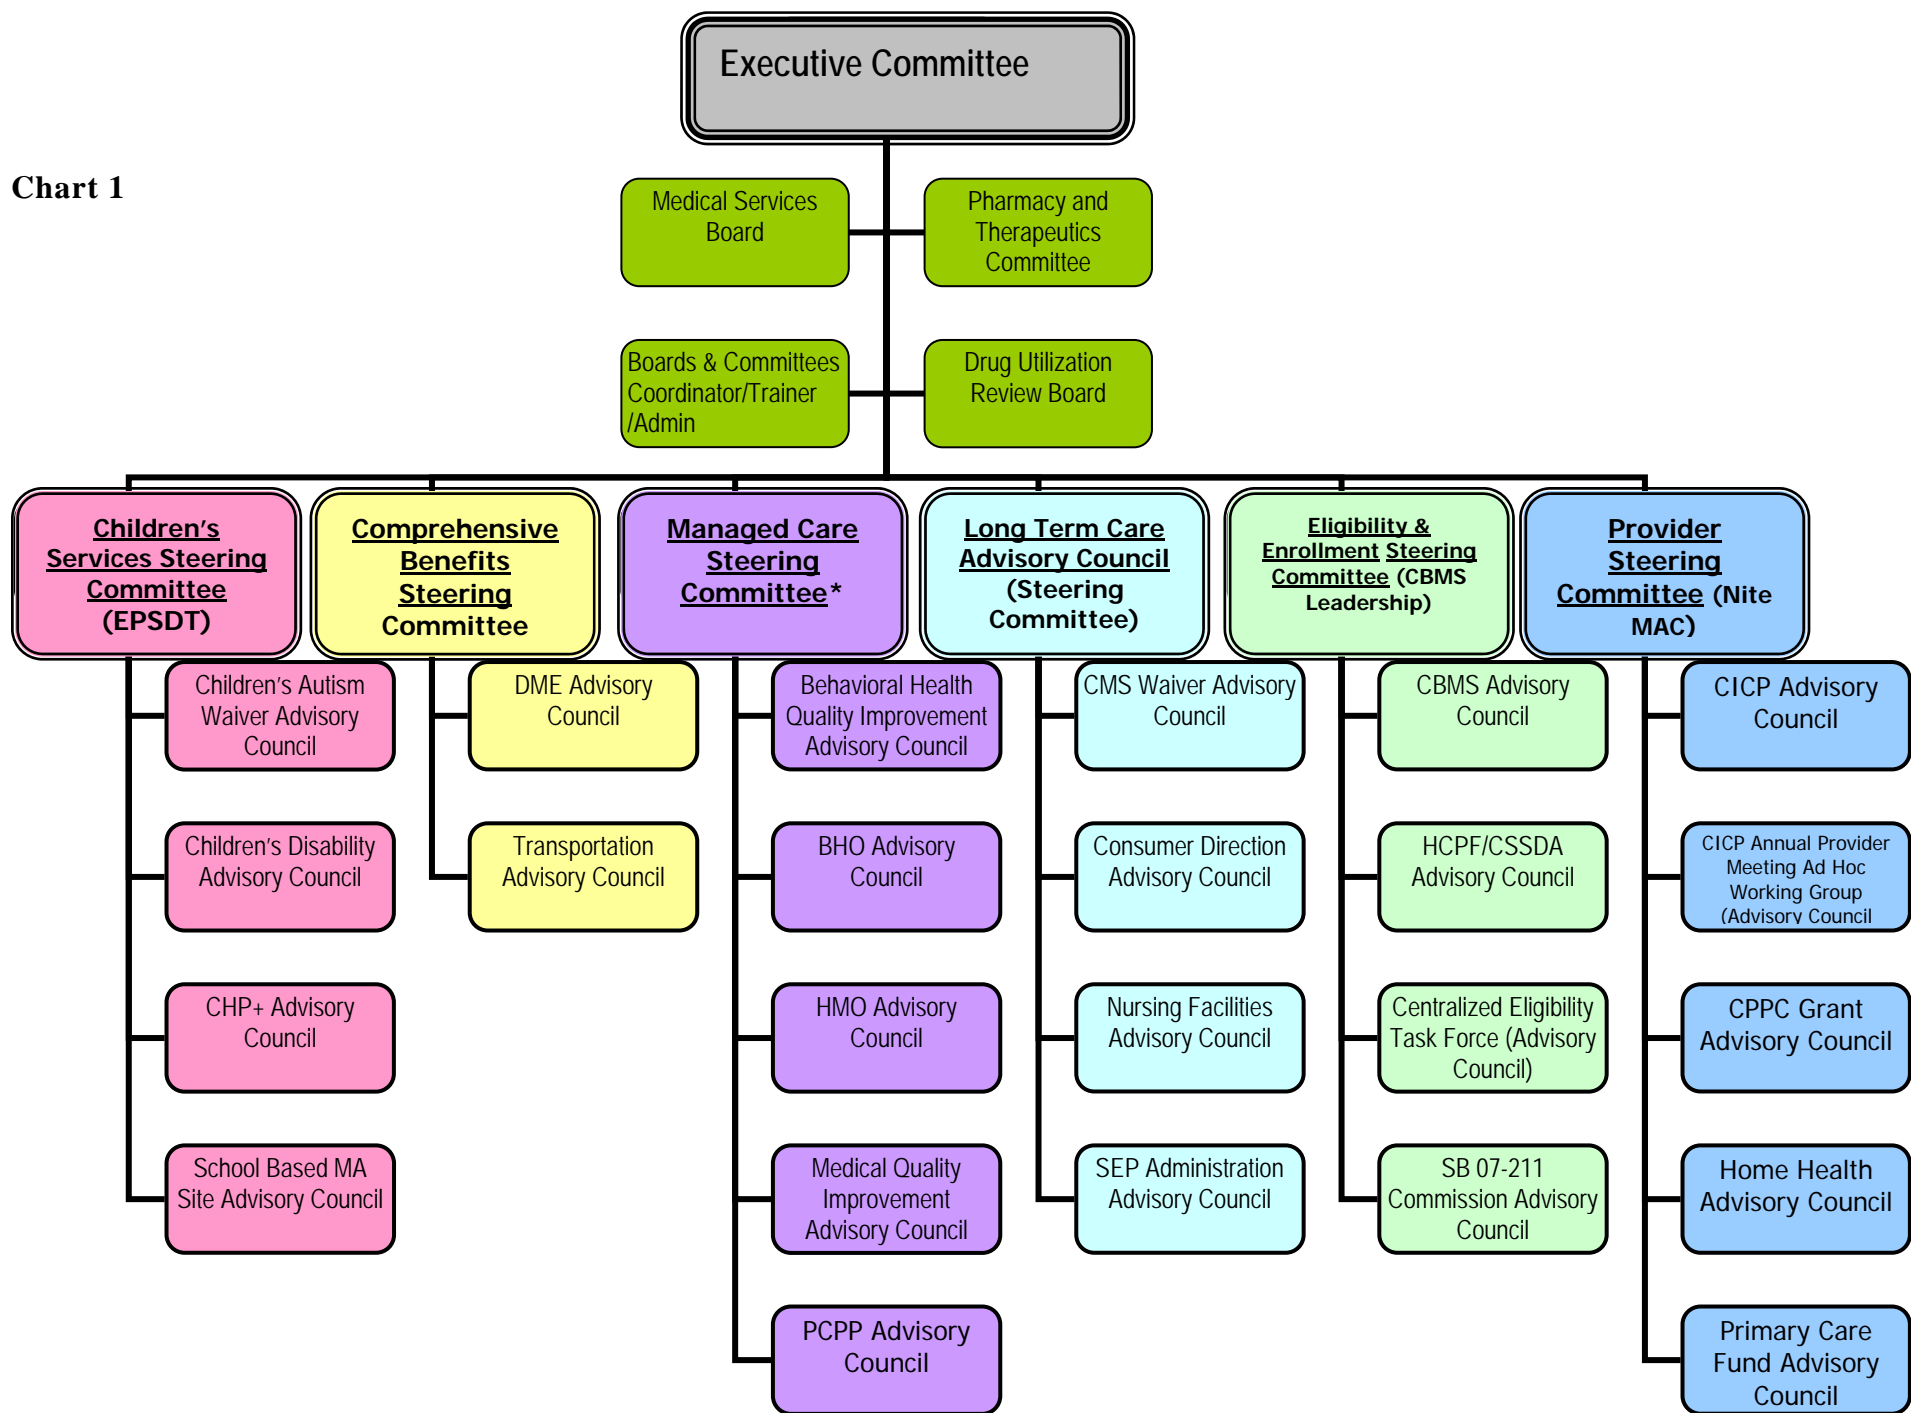 Executive Committee
Chart 1
Medical Services
Board
Pharmacy and
Therapeutics
Committee
Boards & Committees
Coordinator/Trainer
/Admin
Drug Utilization
Review Board
Children's
Services Steering
Committee
(EPSDT)
Comprehensive
Benefits
Steering
Committee
Managed Care
Steering
Committee*
Long Term Care
Advisory Council
(Steering
Committee)
Eligibility &
Enrollment Steering
Committee (CBMS
Leadership)
Provider
Steering
Committee (Nite
MAC)
Children's Autism
Waiver Advisory
Council
Children's Disability
Advisory Council
CHP+ Advisory
Council
School Based MA
Site Advisory Council
DME Advisory
Council
Transportation
Advisory Council
Behavioral Health
Quality Improvement
Advisory Council
BHO Advisory
Council
HMO Advisory
Council
Medical Quality
Improvement
Advisory Council
PCPP Advisory
Council
CMS Waiver Advisory
Council
Consumer Direction
Advisory Council
Nursing Facilities
Advisory Council
SEP Administration
Advisory Council
CBMS Advisory
Council
HCPF/CSSDA
Advisory Council
Centralized Eligibility
Task Force (Advisory
Council)
SB 07-211
Commission Advisory
Council
CICP Advisory
Council
CICP Annual Provider
Meeting Ad Hoc
Working Group
(Advisory Council
CPPC Grant
Advisory Council
Home Health
Advisory Council
Primary Care
Fund Advisory
Council